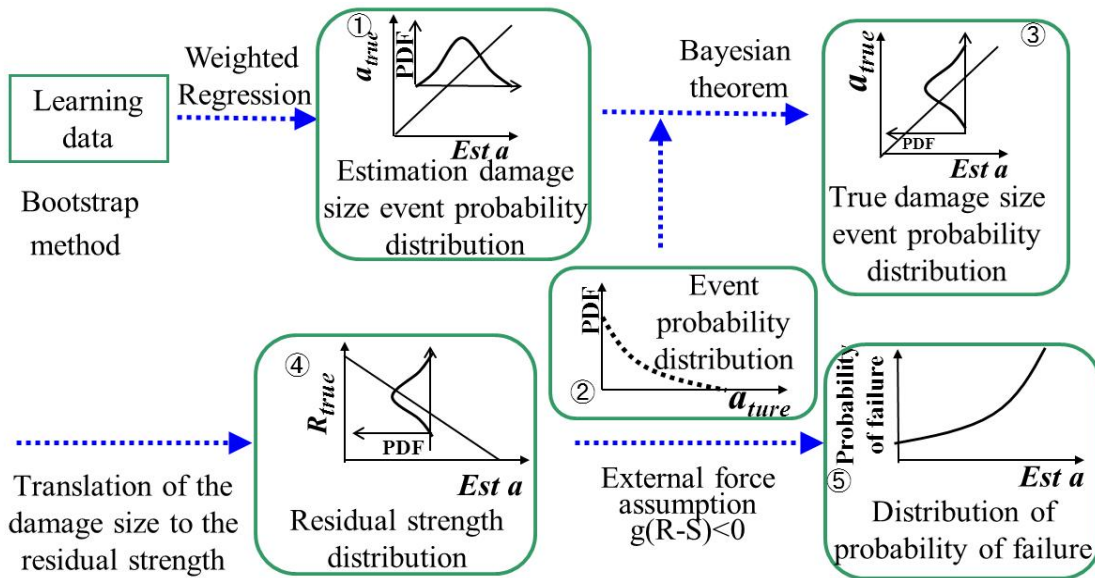 Learning
data
Bootstrap
method
Weighted
Regression
①
a_true
PDF
Est a
Estimation damage
size event probability
distribution
Bayesian
theorem
③
a_true
PDF
Est a
True damage size
event probability
distribution
②
PDF
Event
probability
distribution
a_ture
Translation of the
damage size to the
residual strength
④
R_true
PDF
Est a
Residual strength
distribution
External force
assumption
g(R-S)<0
⑤
Probability
of failure
Est a
Distribution of
probability of failure